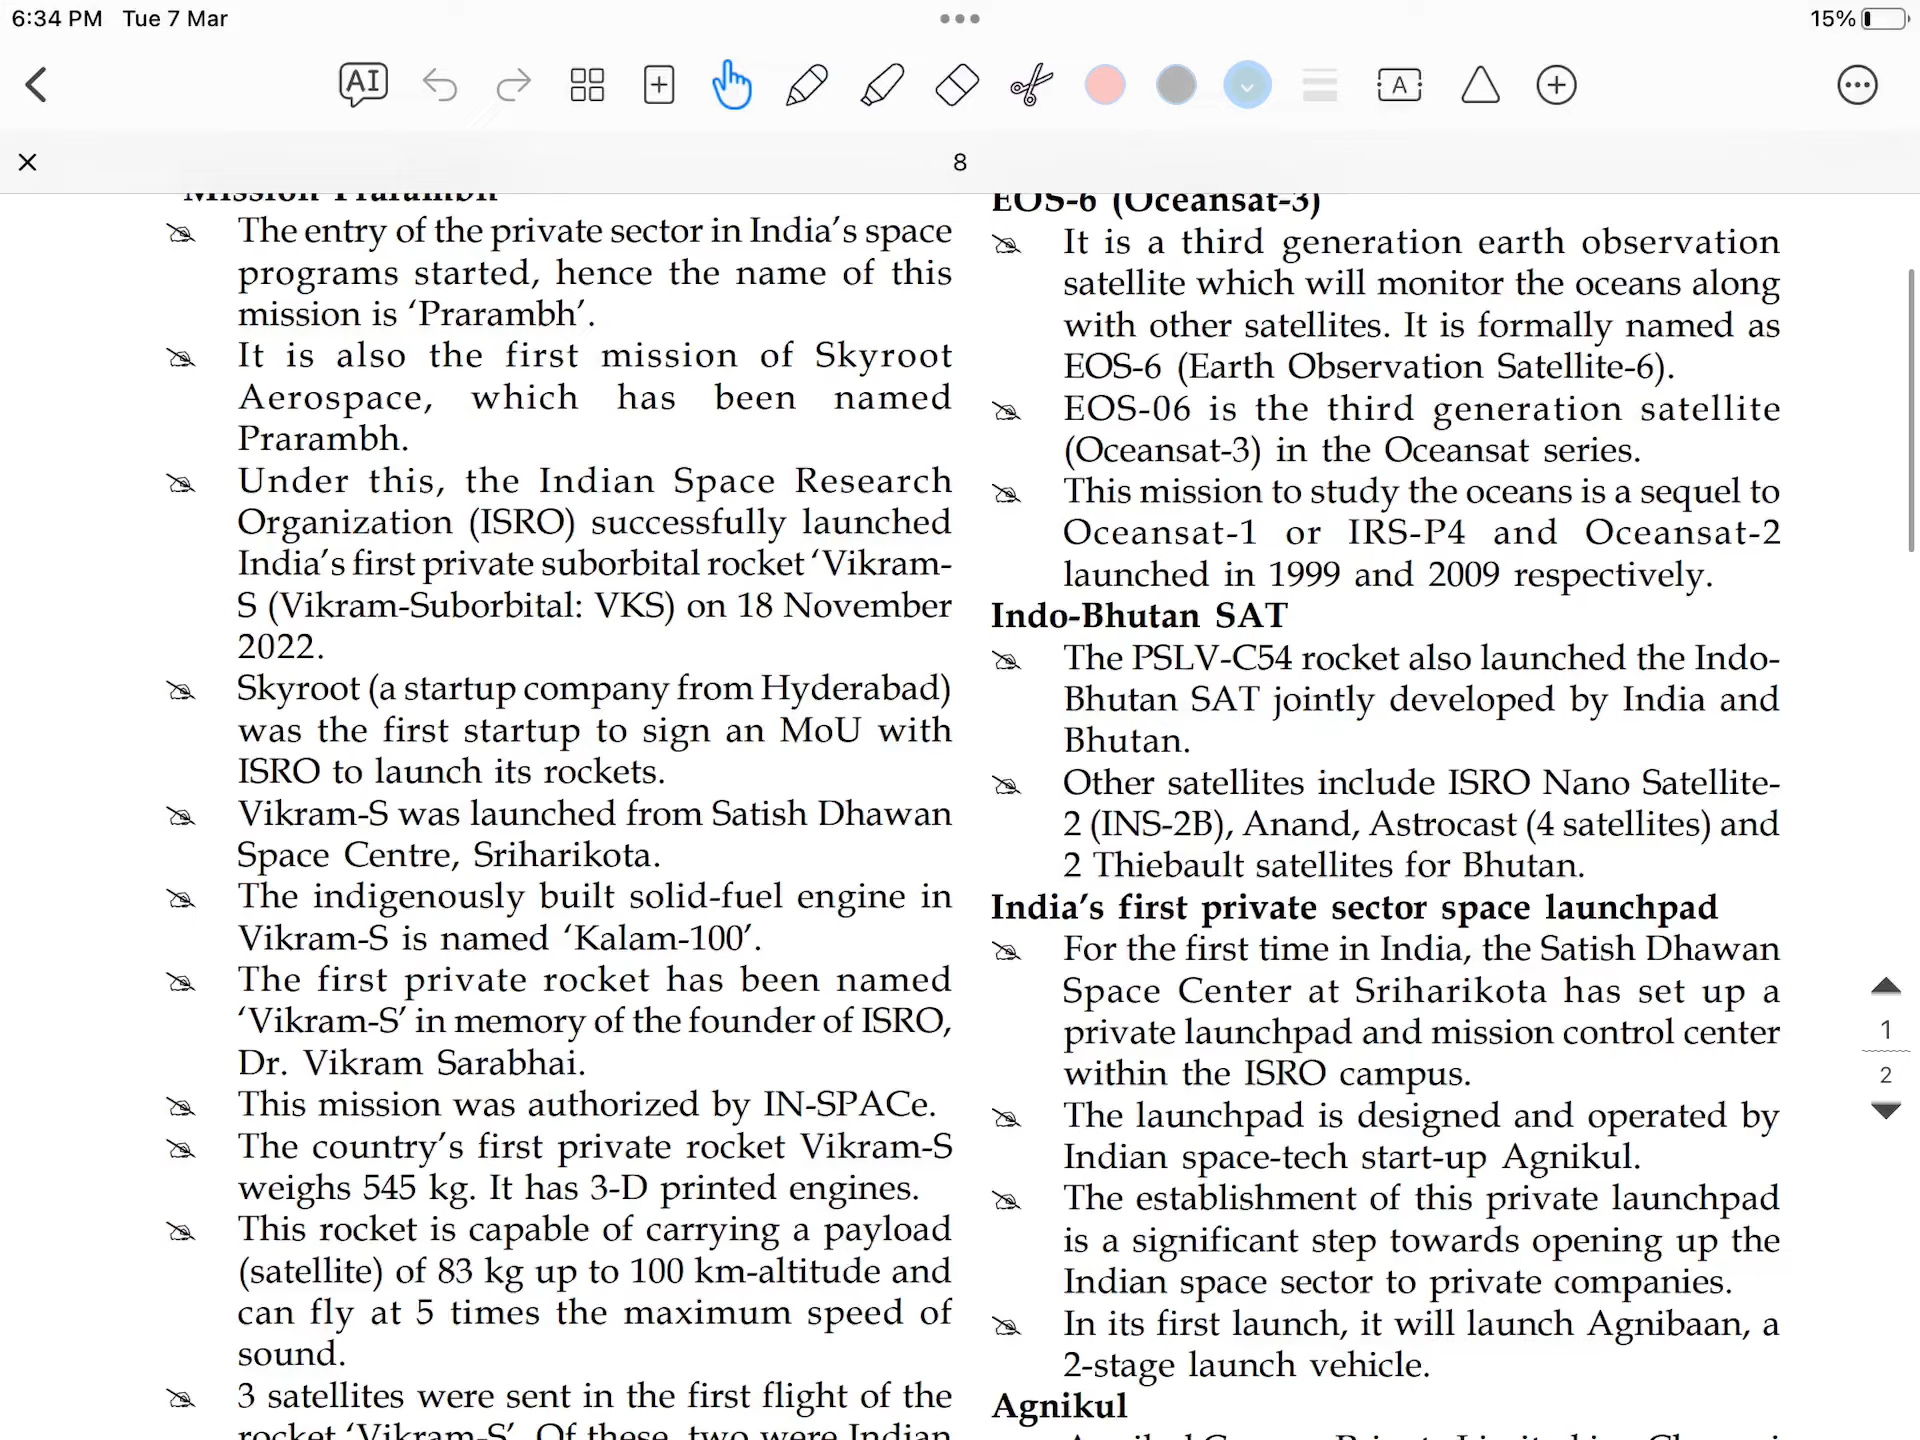 6:34 PM Tue 7 Mar
15%
AI
A
8
Mission Prarambh
The entry of the private sector in India's space
programs started, hence the name of this
mission is 'Prarambh'.
It is also the first mission of Skyroot
Aerospace, which has been named
Prarambh.
Under this, the Indian Space Research
Organization (ISRO) successfully launched
India's first private suborbital rocket 'Vikram-
S (Vikram-Suborbital: VKS) on 18 November
2022.
Skyroot (a startup company from Hyderabad)
was the first startup to sign an MoU with
ISRO to launch its rockets.
Vikram-S was launched from Satish Dhawan
Space Centre, Sriharikota.
The indigenously built solid-fuel engine in
Vikram-S is named 'Kalam-100'.
The first private rocket has been named
'Vikram-S' in memory of the founder of ISRO,
Dr. Vikram Sarabhai.
This mission was authorized by IN-SPACe.
The country's first private rocket Vikram-S
weighs 545 kg. It has 3-D printed engines.
This rocket is capable of carrying a payload
(satellite) of 83 kg up to 100 km-altitude and
can fly at 5 times the maximum speed of
sound.
3 satellites were sent in the first flight of the
rocket 'Vikram-S'. Of these, two were Indian
EOS-6 (Oceansat-3)
It is a third generation earth observation
satellite which will monitor the oceans along
with other satellites. It is formally named as
EOS-6 (Earth Observation Satellite-6).
EOS-06 is the third generation satellite
(Oceansat-3) in the Oceansat series.
This mission to study the oceans is a sequel to
Oceansat-1 or IRS-P4 and Oceansat-2
launched in 1999 and 2009 respectively.
Indo-Bhutan SAT
The PSLV-C54 rocket also launched the Indo-
Bhutan SAT jointly developed by India and
Bhutan.
Other satellites include ISRO Nano Satellite-
2 (INS-2B), Anand, Astrocast (4 satellites) and
2 Thiebault satellites for Bhutan.
India's first private sector space launchpad
For the first time in India, the Satish Dhawan
Space Center at Sriharikota has set up a
private launchpad and mission control center
within the ISRO campus.
The launchpad is designed and operated by
Indian space-tech start-up Agnikul.
The establishment of this private launchpad
is a significant step towards opening up the
Indian space sector to private companies.
In its first launch, it will launch Agnibaan, a
2-stage launch vehicle.
Agnikul
1
2